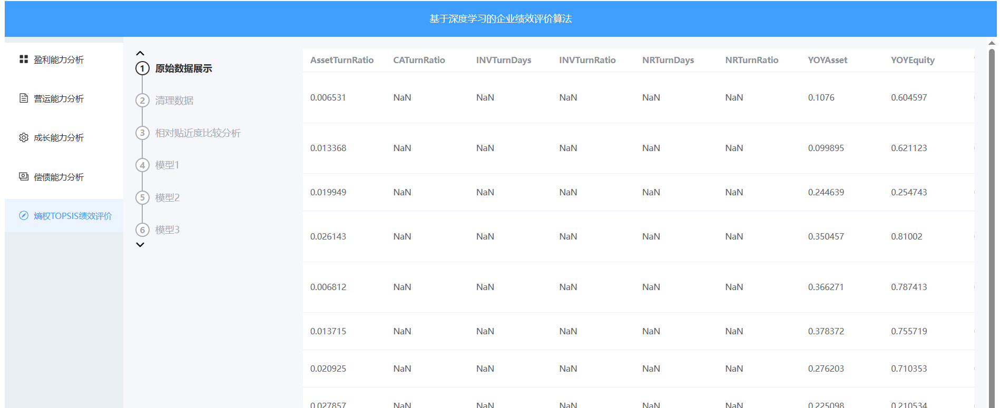 基于深度学习的企业绩效评价算法
盈利能力分析
营运能力分析
成长能力分析
偿债能力分析
熵权TOPSIS绩效评价
1 原始数据展示
2 清理数据
3 相对贴近度比较分析
4 模型1
5 模型2
6 模型3
AssetTurnRatio CATurnRatio INVTurnDays INVTurnRatio NRTurnDays NRTurnRatio YOYAsset YOYEquity
0.006531 NaN NaN NaN NaN NaN 0.1076 0.604597
0.013368 NaN NaN NaN NaN NaN 0.099895 0.621123
0.019949 NaN NaN NaN NaN NaN 0.244639 0.254743
0.026143 NaN NaN NaN NaN NaN 0.350457 0.81002
0.006812 NaN NaN NaN NaN NaN 0.366271 0.787413
0.013715 NaN NaN NaN NaN NaN 0.378372 0.755719
0.020925 NaN NaN NaN NaN NaN 0.276203 0.710353
0.027857 NaN NaN NaN NaN NaN 0.225098 0.210534